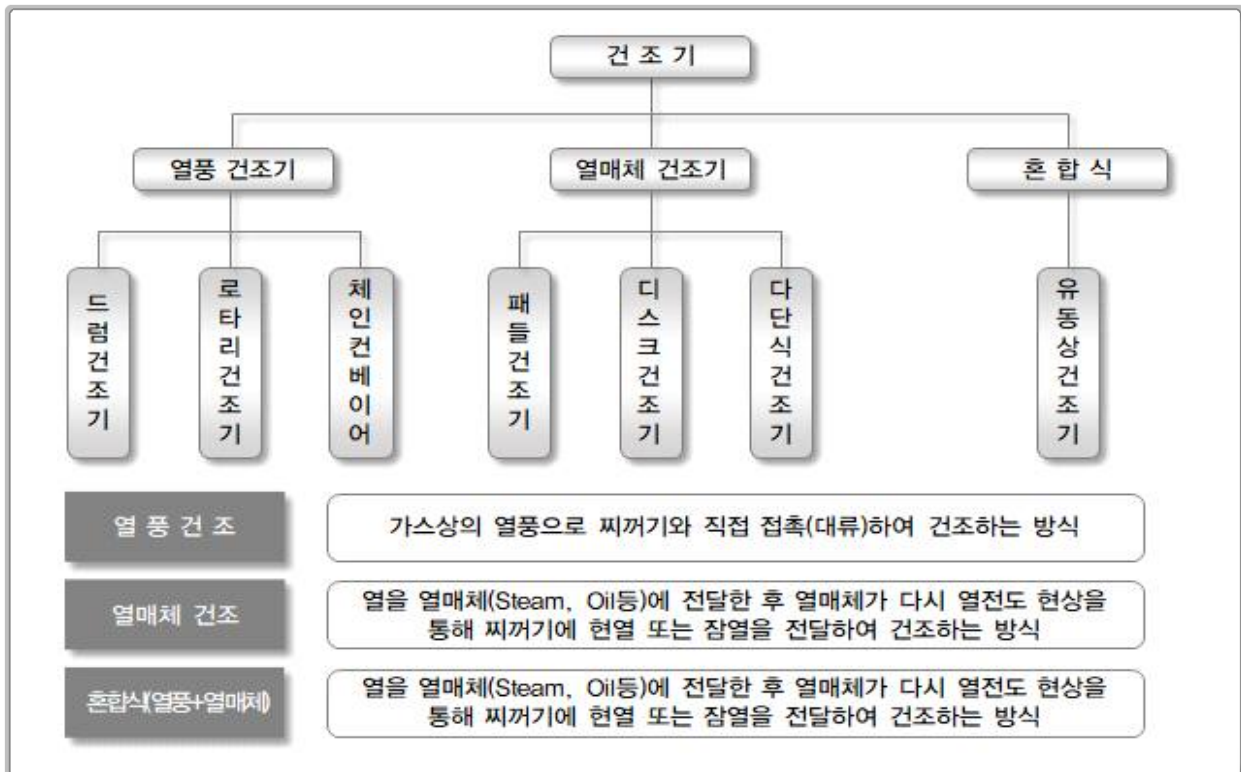 건 조 기
열풍 건조기
열매체 건조기
혼 합 식
드럼건조기
로타리건조기
체인컨베이어
패들건조기
디스크건조기
다단식건조기
유동상건조기
열 풍 건 조
가스상의 열풍으로 찌꺼기와 직접 접촉(대류)하여 건조하는 방식
열매체 건조
열을 열매체(Steam, Oil등)에 전달한 후 열매체가 다시 열전도 현상을
통해 찌꺼기에 현열 또는 잠열을 전달하여 건조하는 방식
혼합식(열풍+열매체)
열을 열매체(Steam, Oil등)에 전달한 후 열매체가 다시 열전도 현상을
통해 찌꺼기에 현열 또는 잠열을 전달하여 건조하는 방식